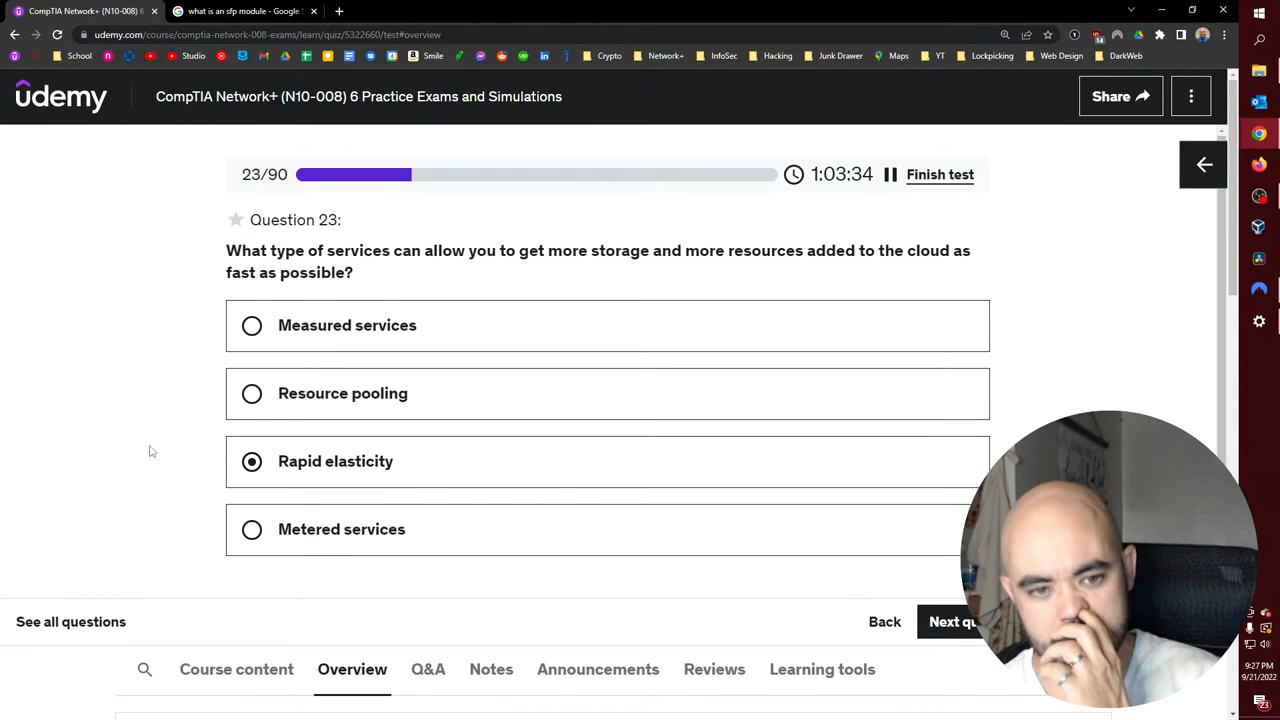 CompTIA Network+ (N10-008) 6
what is an sfp module - Google
udemy.com/course/comptia-network-008-exams/learn/quiz/5322660/test#overview
School
Studio
Smile
Crypto
Network+
InfoSec
Hacking
Junk Drawer
Maps
YT
Lockpicking
Web Design
DarkWeb
ûdemy
CompTIA Network+ (N10-008) 6 Practice Exams and Simulations
Share
23/90
1:03:34
Finish test
Question 23:
What type of services can allow you to get more storage and more resources added to the cloud as
fast as possible?
Measured services
Resource pooling
Rapid elasticity
Metered services
See all questions
Back
Next qu
Course content
Overview
Q&A
Notes
Announcements
Reviews
Learning tools
9:27 PM
9/21/2022
23